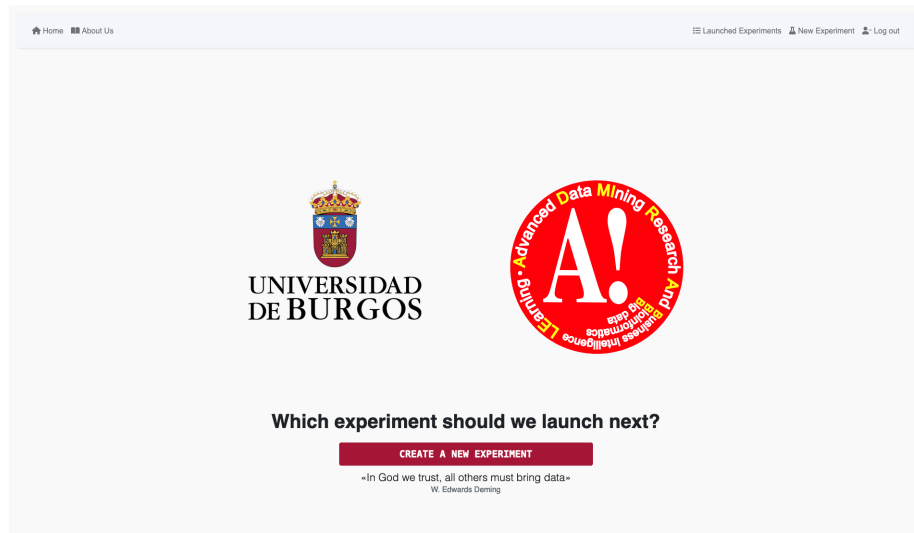 Home About Us Launched Experiments New Experiment Log out
UNIVERSIDAD
DE BURGOS
Advanced Data MIning Research And Business Intelligence LEarning •
Bioinformatics
Big data
A!
Which experiment should we launch next?
CREATE A NEW EXPERIMENT
«In God we trust, all others must bring data»
W. Edwards Deming